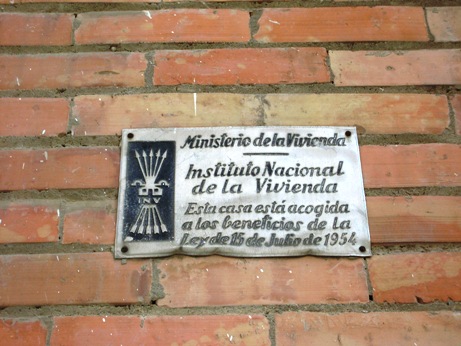 Ministerio de la Vivienda
Instituto Nacional
de la Vivienda
Esta casa está acogida
a los beneficios de la
Ley de 15 de Julio de 1954
INV